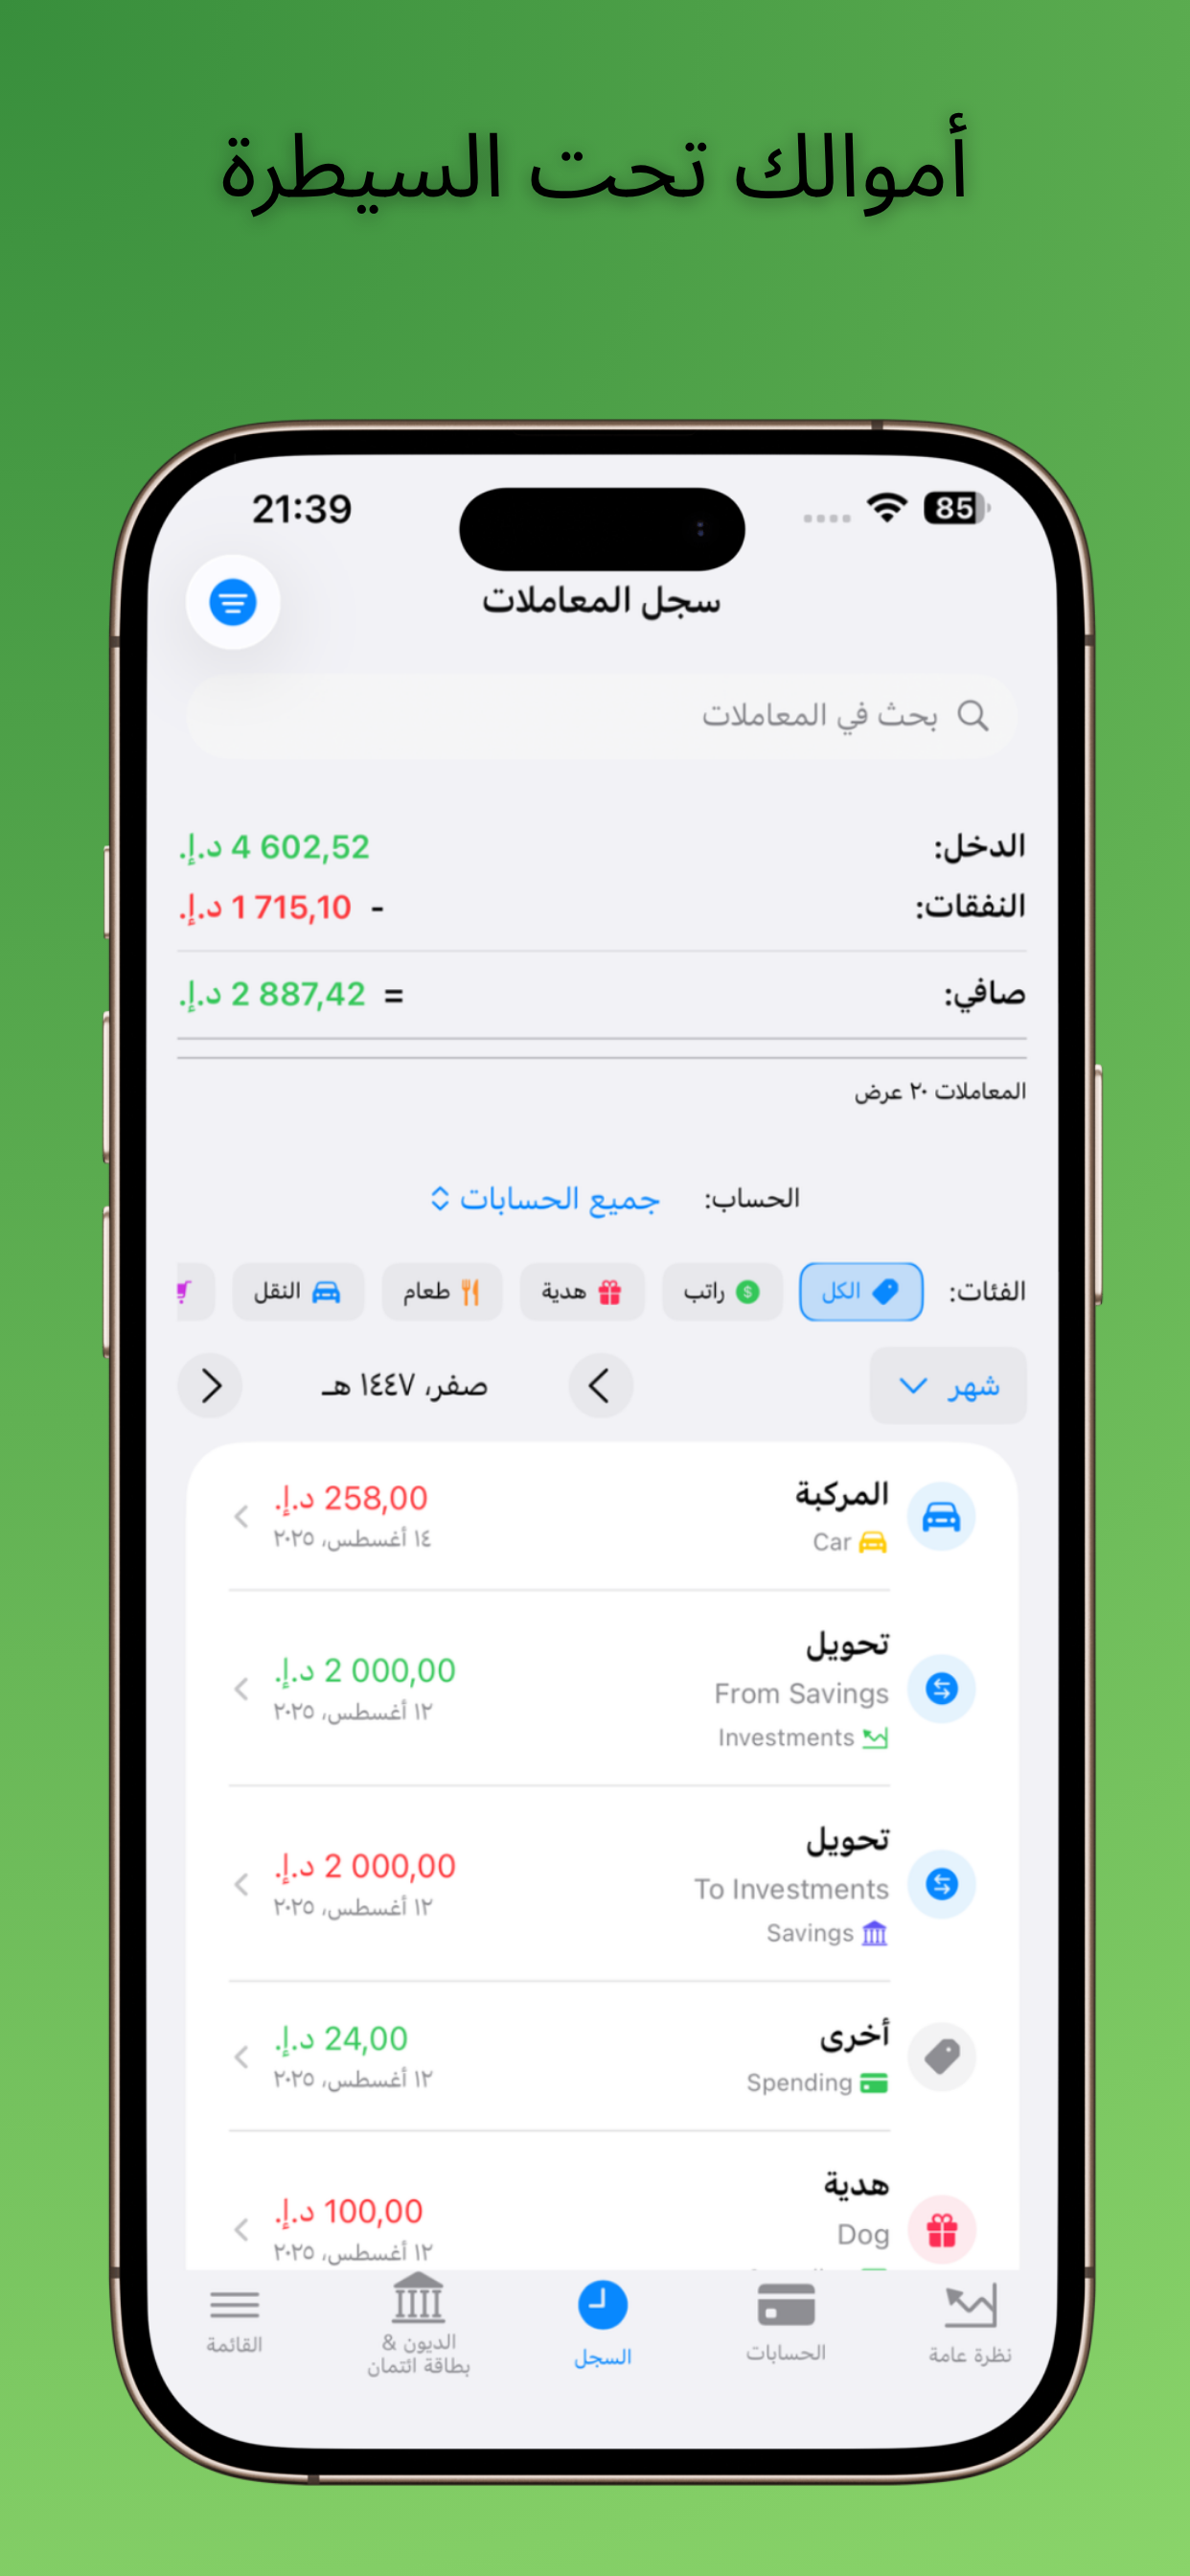 أموالك تحت السيطرة
21:39
85
سجل المعاملات
بحث في المعاملات
الدخل: 4 602,52 د.إ.
النفقات: - 1 715,10 د.إ.
صافي: = 2 887,42 د.إ.
المعاملات ٢٠ عرض
الحساب: جميع الحسابات
الفئات: الكل راتب هدية طعام النقل
شهر صفر، ١٤٤٧ هـ
المركبة 258,00 د.إ.
Car ١٤ أغسطس، ٢٠٢٥
تحويل 2 000,00 د.إ.
From Savings ١٢ أغسطس، ٢٠٢٥
Investments
تحويل 2 000,00 د.إ.
To Investments ١٢ أغسطس، ٢٠٢٥
Savings
أخرى 24,00 د.إ.
Spending ١٢ أغسطس، ٢٠٢٥
هدية 100,00 د.إ.
Dog ١٢ أغسطس، ٢٠٢٥
نظرة عامة الحسابات السجل الديون & بطاقة ائتمان القائمة